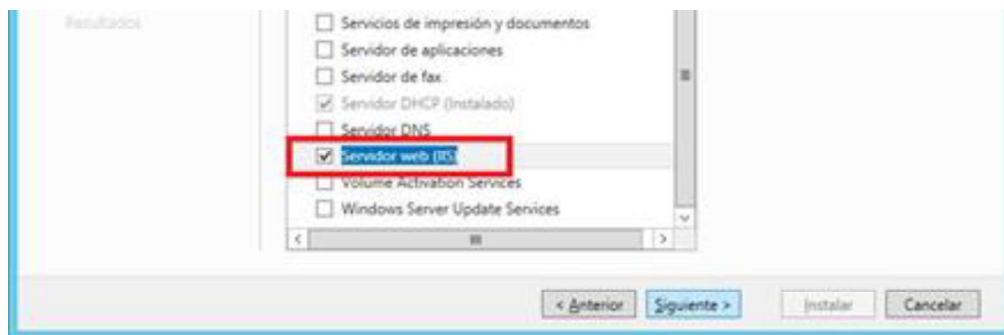 Resultados
Servicios de impresión y documentos
Servidor de aplicaciones
Servidor de fax
Servidor DHCP (Instalado)
Servidor DNS
Servidor web (IIS)
Volume Activation Services
Windows Server Update Services
< Anterior Siguiente > Instalar Cancelar